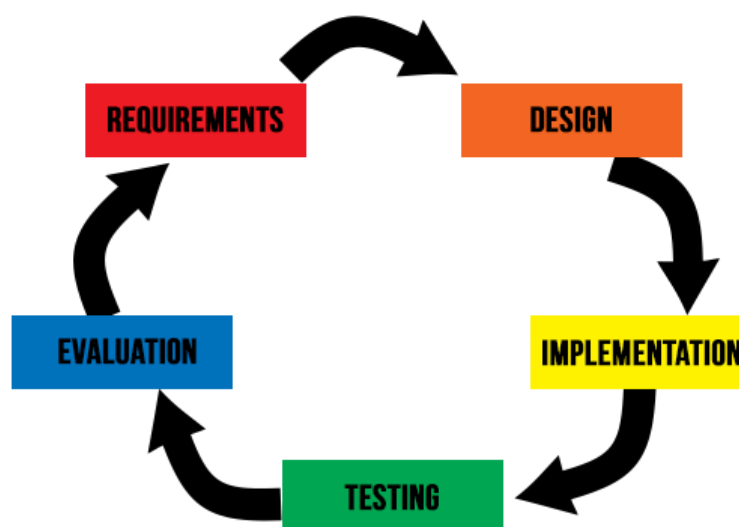 REQUIREMENTS
DESIGN
IMPLEMENTATION
TESTING
EVALUATION